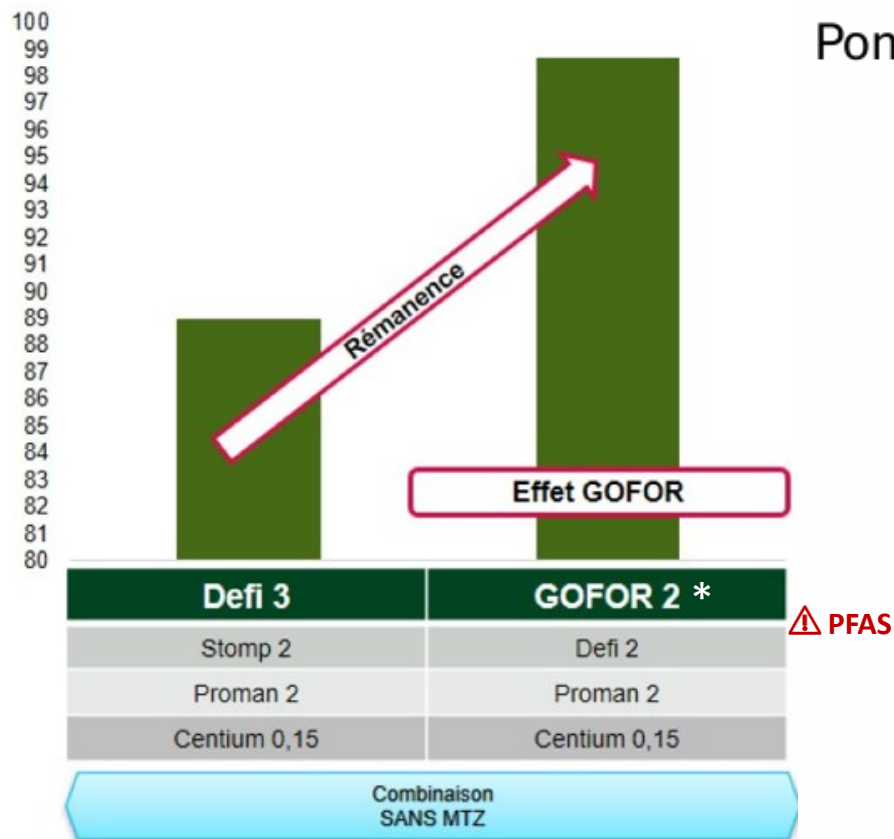 Pon
100
99
98
97
96
95
94
93
92
91
90
89
88
87
86
85
84
83
82
81
80
Rémanence
Effet GOFOR
Defi 3 GOFOR 2 *
⚠ PFAS
Stomp 2 Defi 2
Proman 2 Proman 2
Centium 0,15 Centium 0,15
Combinaison
SANS MTZ